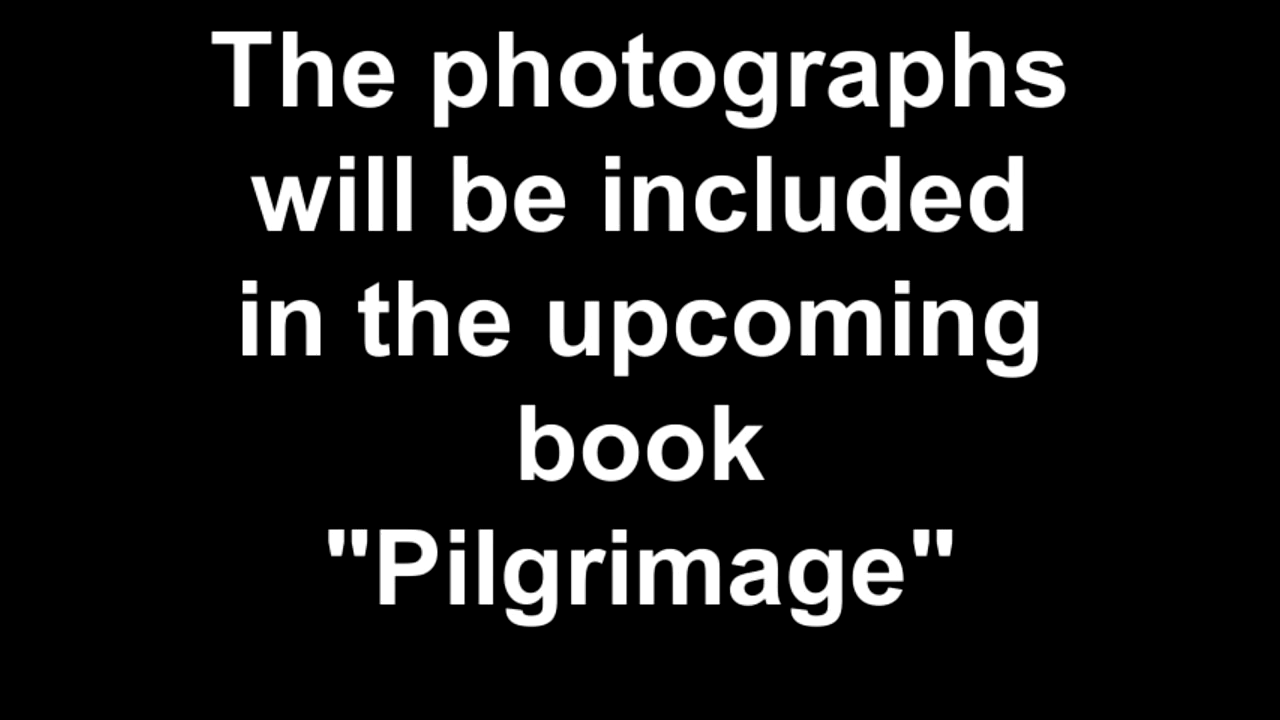 The photographs
will be included
in the upcoming
book
"Pilgrimage"